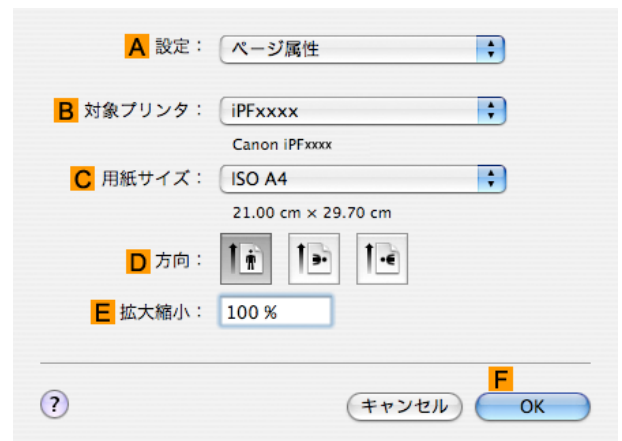 A 設定： ページ属性
B 対象プリンタ： iPFxxxx
Canon iPFxxxx
C 用紙サイズ： ISO A4
21.00 cm × 29.70 cm
D 方向：
E 拡大縮小： 100 %
F
? キャンセル OK